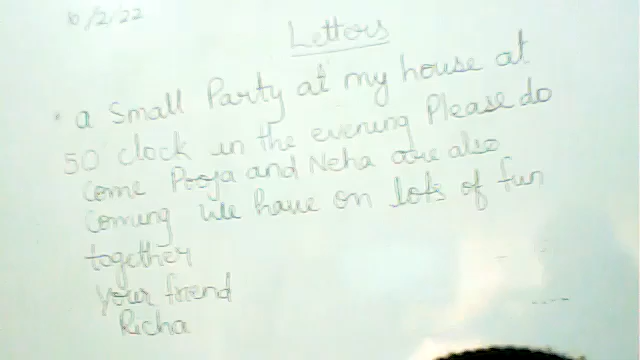 10/2/22
Letters
a Small Party at my house at
50 clock in the evening Please do
come Pooja and Neha are also
coming We have on lots of fun
together
your friend
Richa